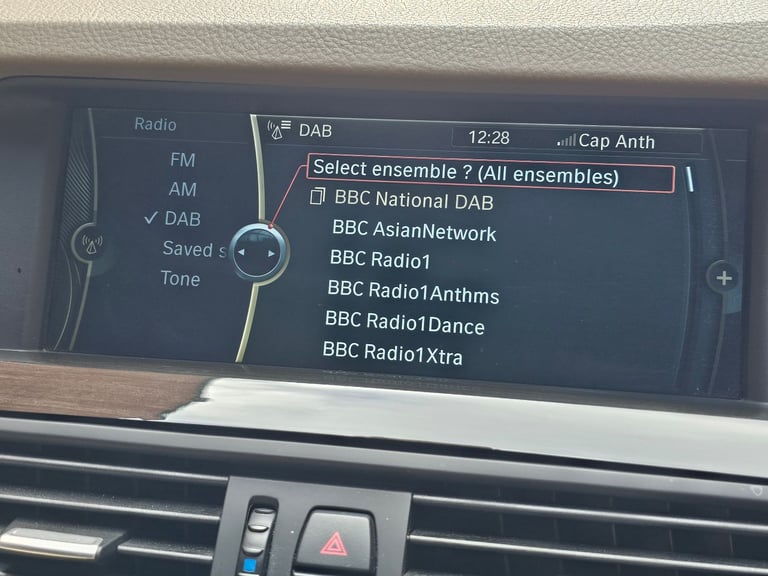 Radio
FM
AM
DAB
Saved s
Tone
DAB
12:28
Cap Anth
Select ensemble ? (All ensembles)
BBC National DAB
BBC AsianNetwork
BBC Radio1
BBC Radio1Anthms
BBC Radio1Dance
BBC Radio1Xtra